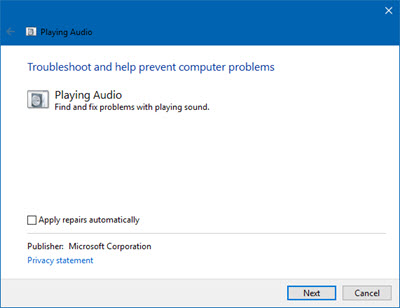 Playing Audio
Troubleshoot and help prevent computer problems
Playing Audio
Find and fix problems with playing sound.
Apply repairs automatically
Publisher: Microsoft Corporation
Privacy statement
Next Cancel